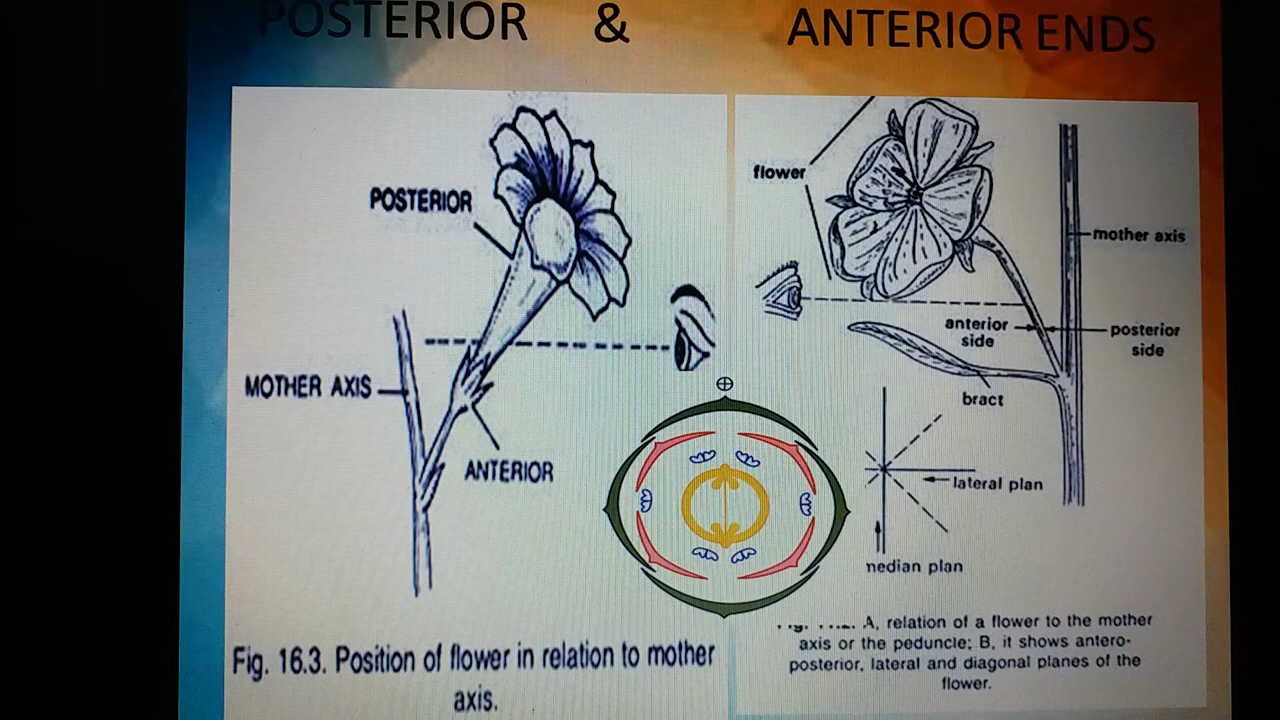 POSTERIOR & ANTERIOR ENDS
POSTERIOR
MOTHER AXIS
ANTERIOR
Fig. 16.3. Position of flower in relation to mother
axis.
flower
mother axis
anterior
side
posterior
side
bract
lateral plan
median plan
A, relation of a flower to the mother
axis or the peduncle; B, it shows antero-
posterior, lateral and diagonal planes of the
flower.